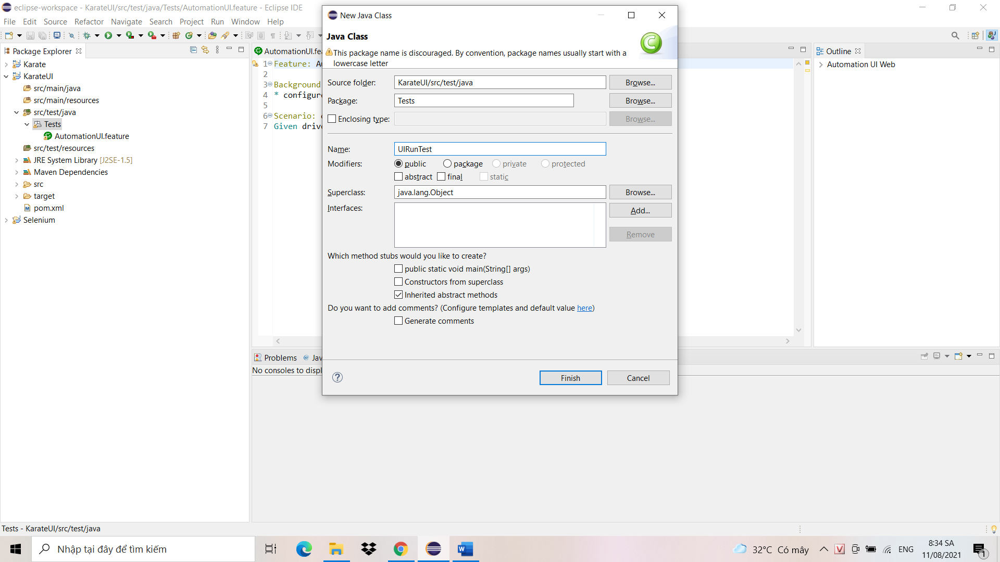 eclipse-workspace - KarateUI/src/test/java/Tests/AutomationUI.feature - Eclipse IDE
File Edit Source Refactor Navigate Search Project Run Window Help
Package Explorer
Karate
KarateUI
src/main/java
src/main/resources
src/test/java
Tests
AutomationUI.feature
src/test/resources
JRE System Library [J2SE-1.5]
Maven Dependencies
src
target
pom.xml
Selenium
AutomationUI.fe
1 Feature:
2
3 Background
4 * configur
5
6 Scenario:
7 Given driv
New Java Class
Java Class
This package name is discouraged. By convention, package names usually start with a
lowercase letter
Source folder: KarateUI/src/test/java Browse...
Package: Tests Browse...
Enclosing type: Browse...
Name: UIRunTest
Modifiers: public package private protected
abstract final static
Superclass: java.lang.Object Browse...
Interfaces: Add...
Remove
Which method stubs would you like to create?
public static void main(String[] args)
Constructors from superclass
Inherited abstract methods
Do you want to add comments? (Configure templates and default value here)
Generate comments
Finish Cancel
Outline
Automation UI Web
Problems @ Jav
No consoles to displ
Tests - KarateUI/src/test/java
Nhập tại đây để tìm kiếm
32°C Có mây
ENG
8:34 SA
11/08/2021
1